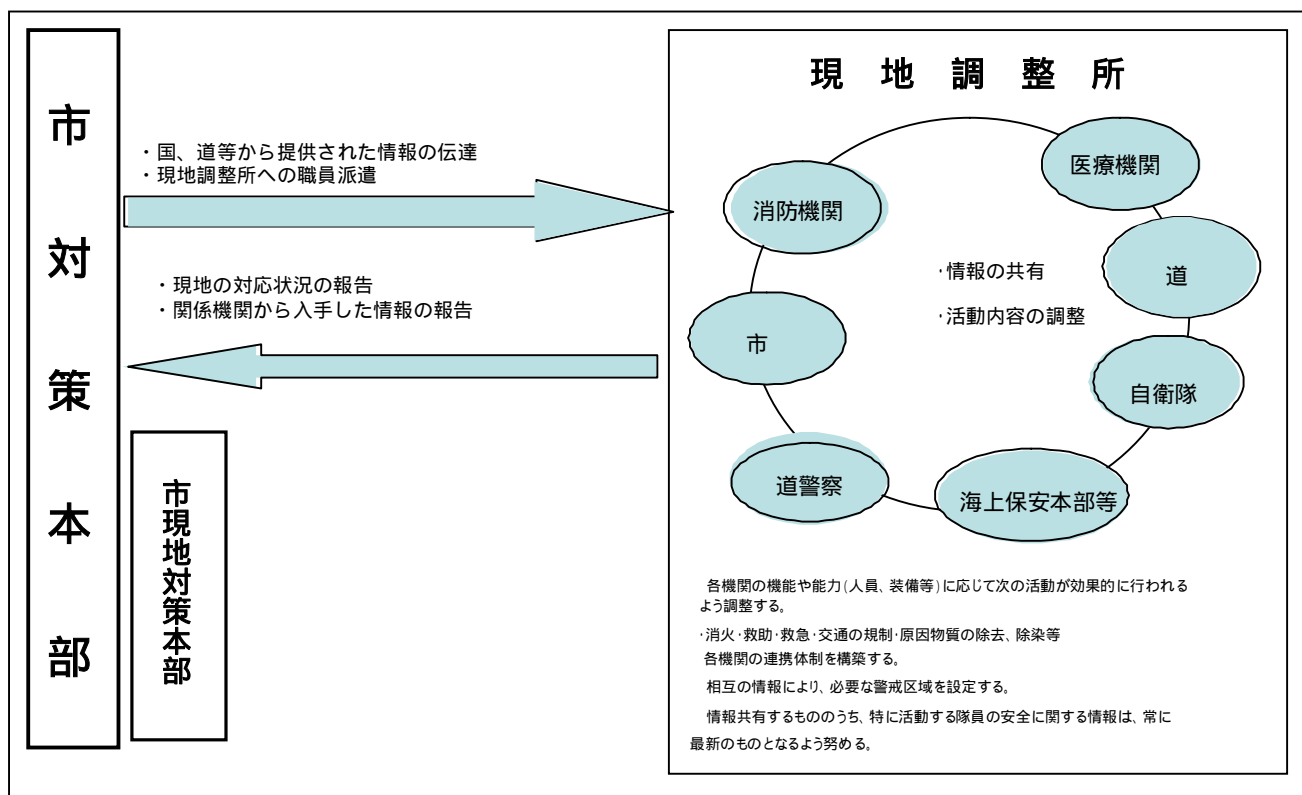 市対策本部
市現地対策本部
・国、道等から提供された情報の伝達
・現地調整所への職員派遣
・現地の対応状況の報告
・関係機関から入手した情報の報告
現地調整所
医療機関
消防機関
道
・情報の共有
・活動内容の調整
市
自衛隊
道警察
海上保安本部等
各機関の機能や能力(人員、装備等)に応じて次の活動が効果的に行われる
よう調整する。
・消火・救助・救急・交通の規制・原因物質の除去、除染等
各機関の連携体制を構築する。
相互の情報により、必要な警戒区域を設定する。
情報共有するもののうち、特に活動する隊員の安全に関する情報は、常に
最新のものとなるよう努める。